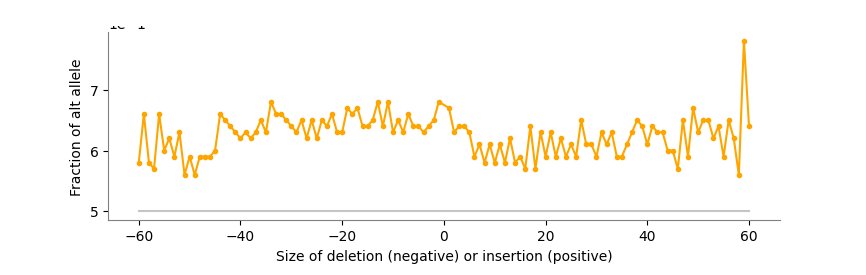 7
6
5
Fraction of alt allele
−60 −40 −20 0 20 40 60
Size of deletion (negative) or insertion (positive)